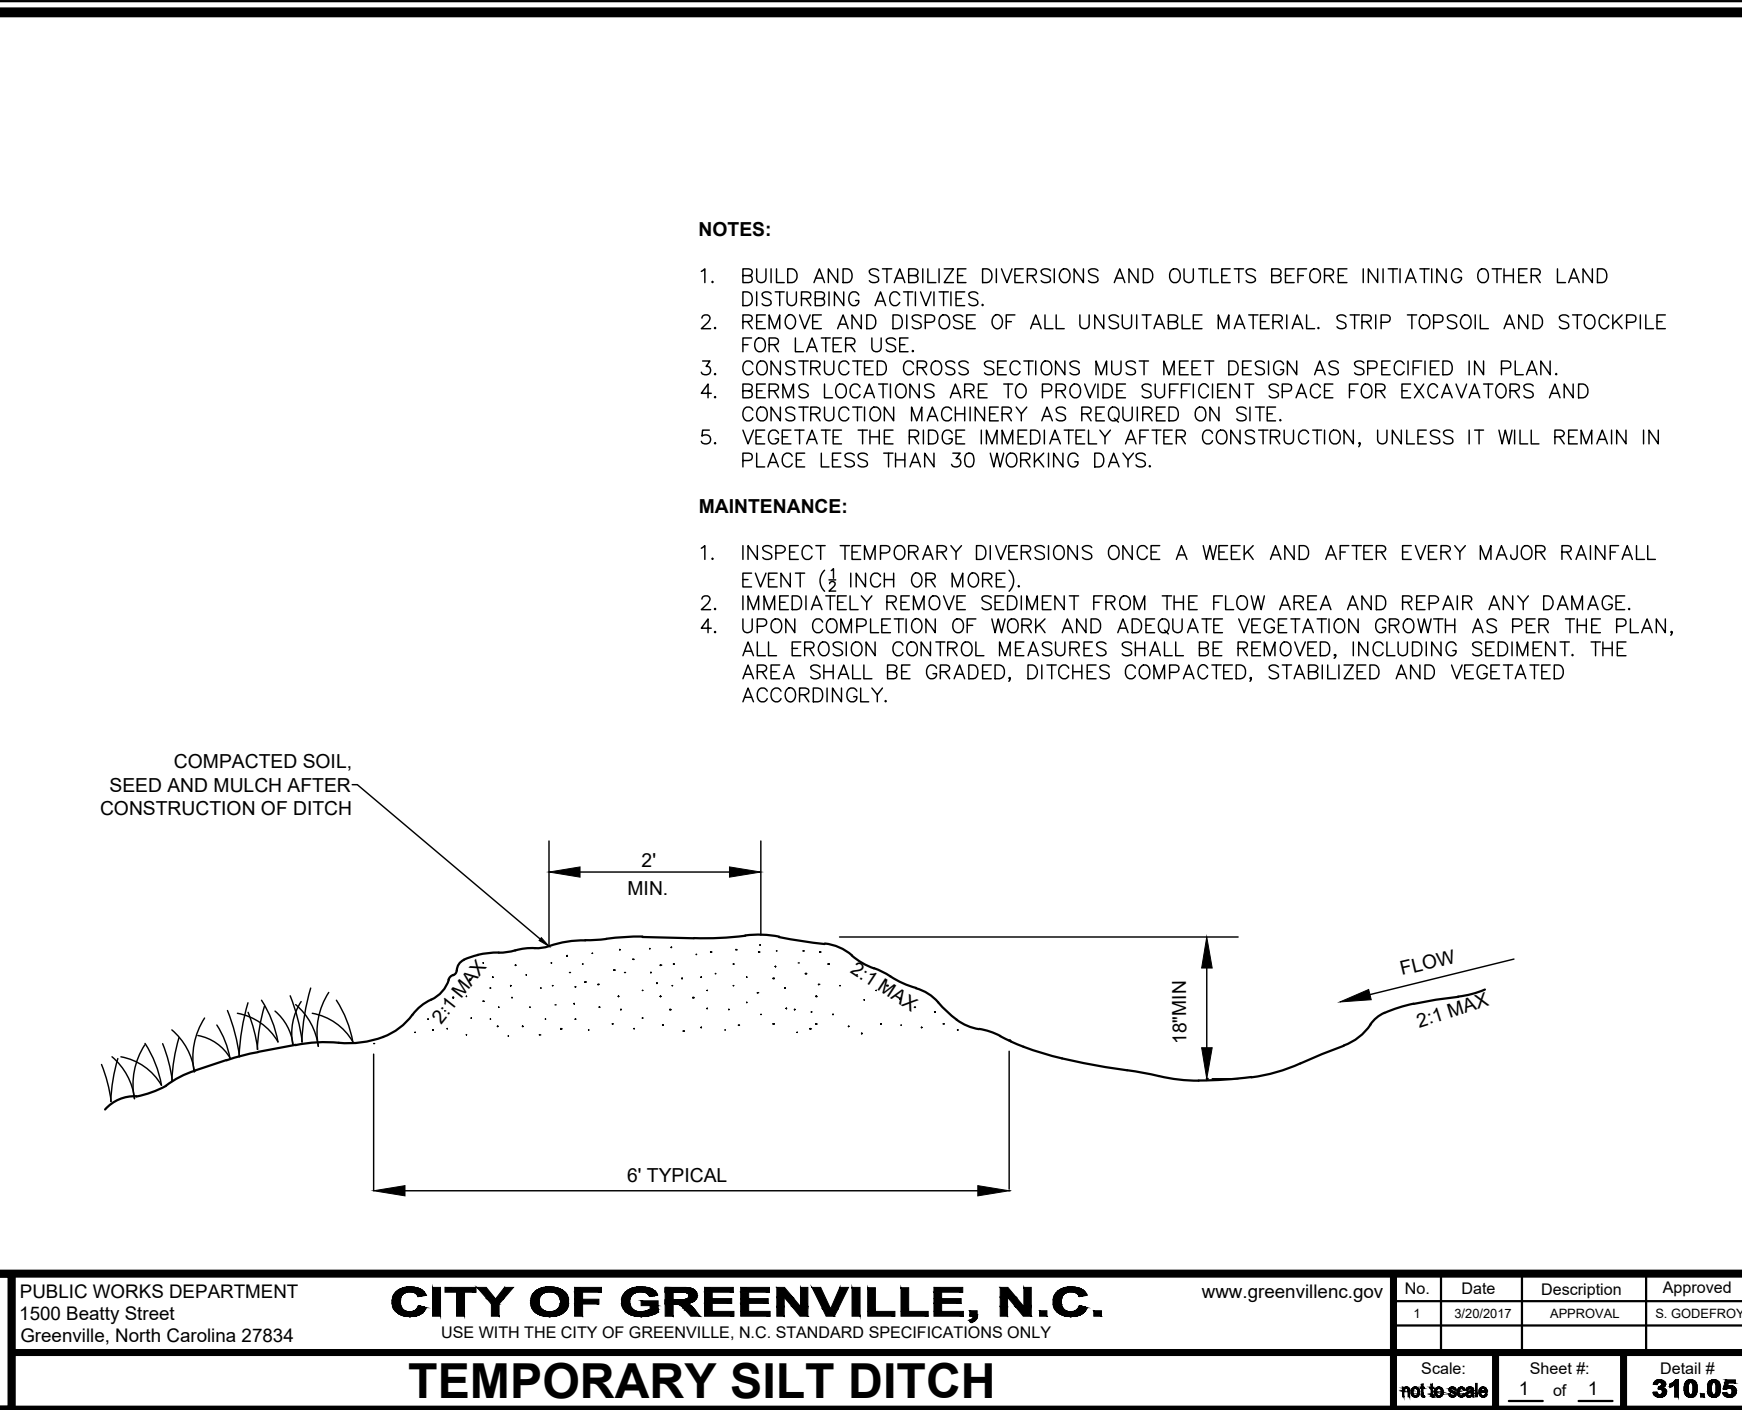 NOTES:
1. BUILD AND STABILIZE DIVERSIONS AND OUTLETS BEFORE INITIATING OTHER LAND
DISTURBING ACTIVITIES.
2. REMOVE AND DISPOSE OF ALL UNSUITABLE MATERIAL. STRIP TOPSOIL AND STOCKPILE
FOR LATER USE.
3. CONSTRUCTED CROSS SECTIONS MUST MEET DESIGN AS SPECIFIED IN PLAN.
4. BERMS LOCATIONS ARE TO PROVIDE SUFFICIENT SPACE FOR EXCAVATORS AND
CONSTRUCTION MACHINERY AS REQUIRED ON SITE.
5. VEGETATE THE RIDGE IMMEDIATELY AFTER CONSTRUCTION, UNLESS IT WILL REMAIN IN
PLACE LESS THAN 30 WORKING DAYS.
MAINTENANCE:
1. INSPECT TEMPORARY DIVERSIONS ONCE A WEEK AND AFTER EVERY MAJOR RAINFALL
EVENT (½ INCH OR MORE).
2. IMMEDIATELY REMOVE SEDIMENT FROM THE FLOW AREA AND REPAIR ANY DAMAGE.
4. UPON COMPLETION OF WORK AND ADEQUATE VEGETATION GROWTH AS PER THE PLAN,
ALL EROSION CONTROL MEASURES SHALL BE REMOVED, INCLUDING SEDIMENT. THE
AREA SHALL BE GRADED, DITCHES COMPACTED, STABILIZED AND VEGETATED
ACCORDINGLY.
COMPACTED SOIL,
SEED AND MULCH AFTER
CONSTRUCTION OF DITCH
2'
MIN.
2:1 MAX
2:1 MAX
18"MIN
FLOW
2:1 MAX
6' TYPICAL
PUBLIC WORKS DEPARTMENT
1500 Beatty Street
Greenville, North Carolina 27834
CITY OF GREENVILLE, N.C.
USE WITH THE CITY OF GREENVILLE, N.C. STANDARD SPECIFICATIONS ONLY
www.greenvillenc.gov
TEMPORARY SILT DITCH
No. Date Description Approved
1 3/20/2017 APPROVAL S. GODEFROY
Scale:
not to scale
Sheet #:
1 of 1
Detail #
310.05